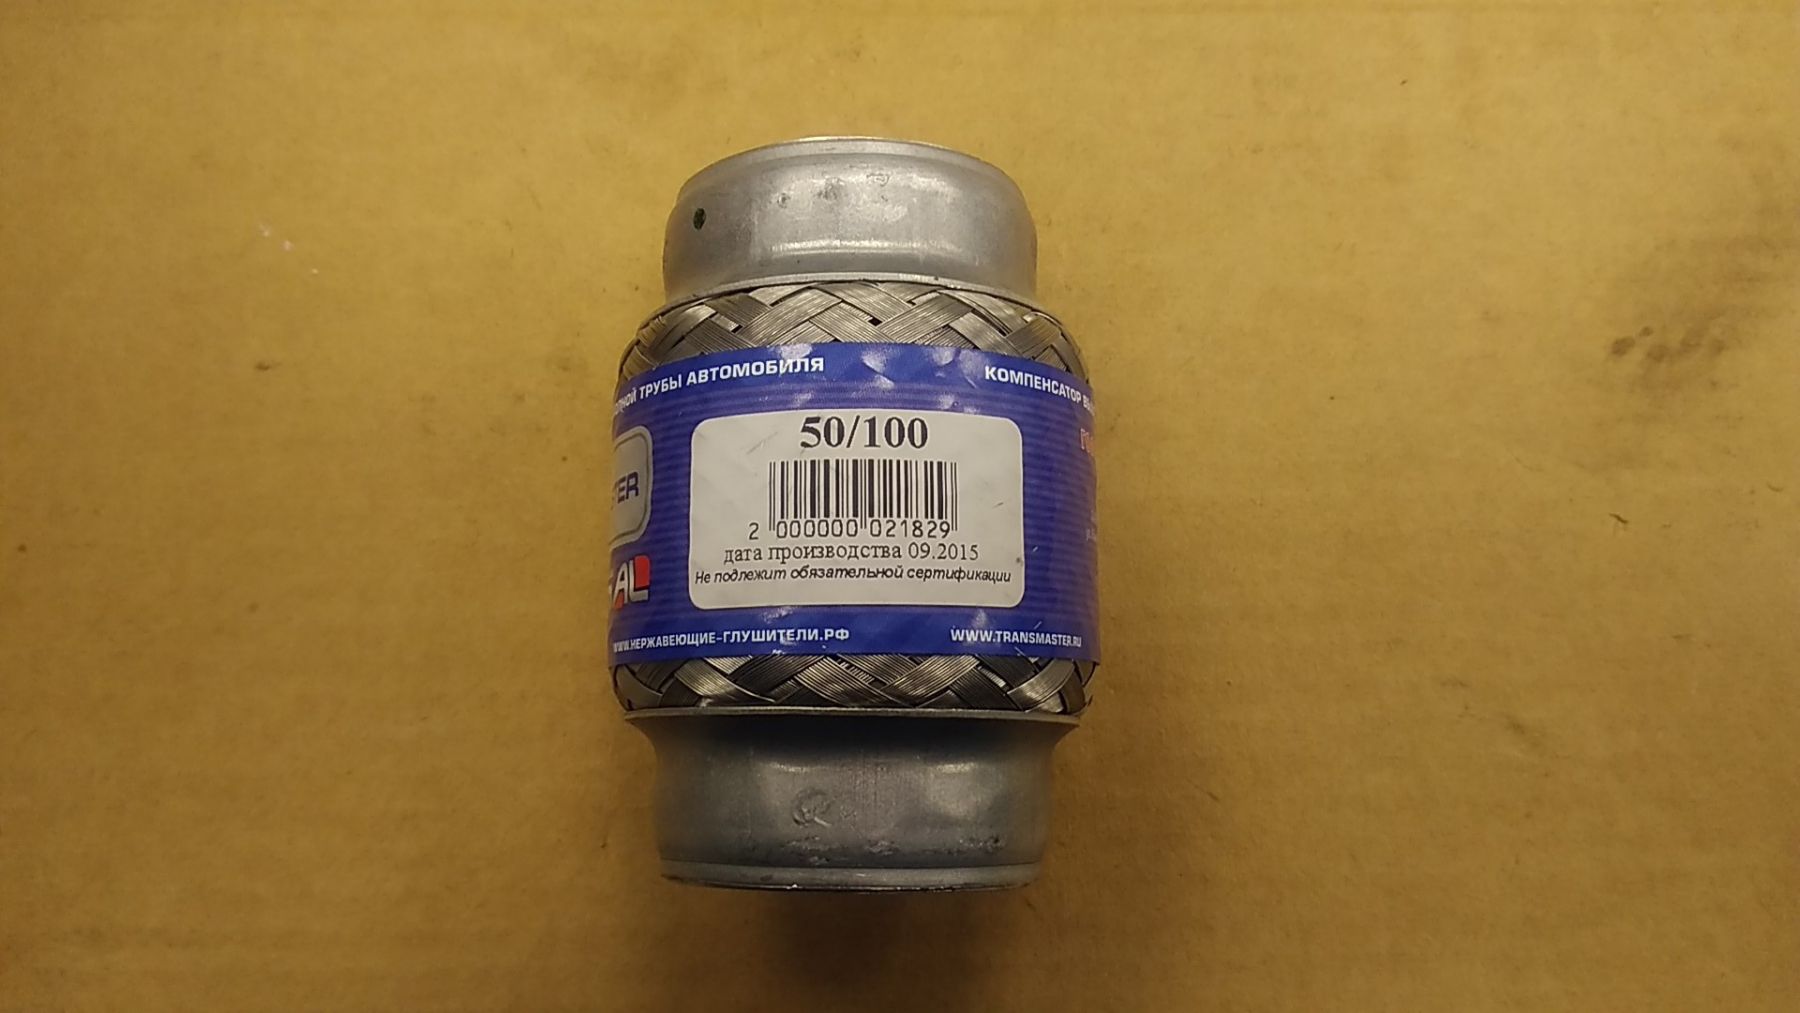 ТРУБЫ АВТОМОБИЛЯ
КОМПЕНСАТОР
50/100
2 000000 021829
дата производства 09.2015
Не подлежит обязательной сертификации
WWW.НЕРЖАВЕЮЩИЕ-ГЛУШИТЕЛИ.РФ
WWW.TRANSMASTER.RU